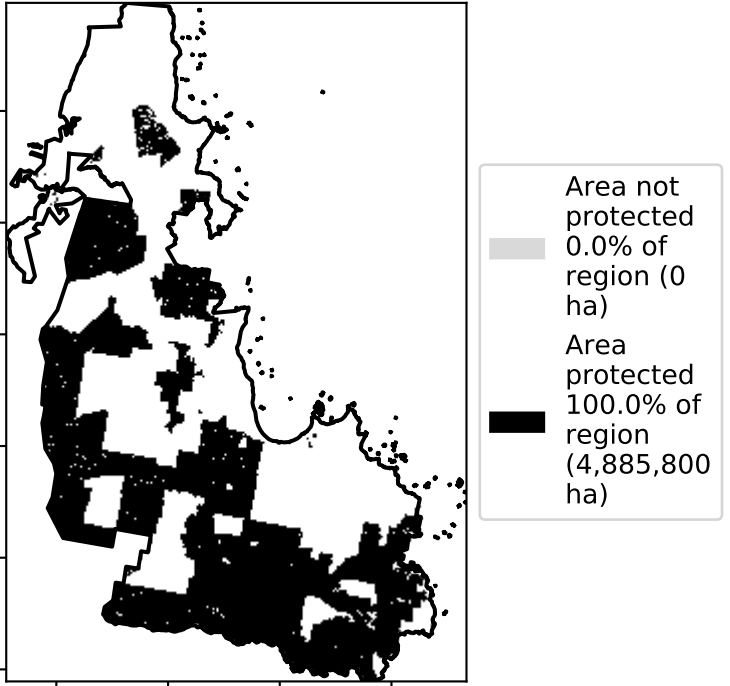 Area not
protected
0.0% of
region (0
ha)
Area
protected
100.0% of
region
(4,885,800
ha)